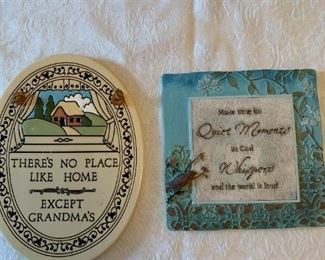 THERE'S NO PLACE
LIKE HOME
EXCEPT
GRANDMA'S
Make time for
Quiet Moments
as God
Whispers
and the world is loud